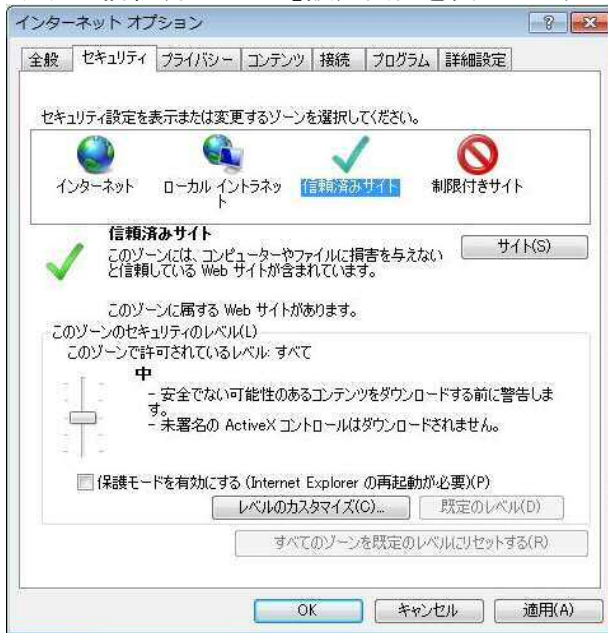 インターネット オプション
全般 セキュリティ プライバシー コンテンツ 接続 プログラム 詳細設定
セキュリティ設定を表示または変更するゾーンを選択してください。
インターネット ローカル イントラネッ 信頼済みサイト 制限付きサイト
ト
信頼済みサイト
このゾーンには、コンピューターやファイルに損害を与えない
と信頼している Web サイトが含まれています。
サイト(S)
このゾーンに属する Web サイトがあります。
このゾーンのセキュリティのレベル(L)
このゾーンで許可されているレベル: すべて
中
- 安全でない可能性のあるコンテンツをダウンロードする前に警告しま
す。
- 未署名の ActiveX コントロールはダウンロードされません。
保護モードを有効にする (Internet Explorer の再起動が必要)(P)
レベルのカスタマイズ(C)... 既定のレベル(D)
すべてのゾーンを既定のレベルにリセットする(R)
OK キャンセル 適用(A)